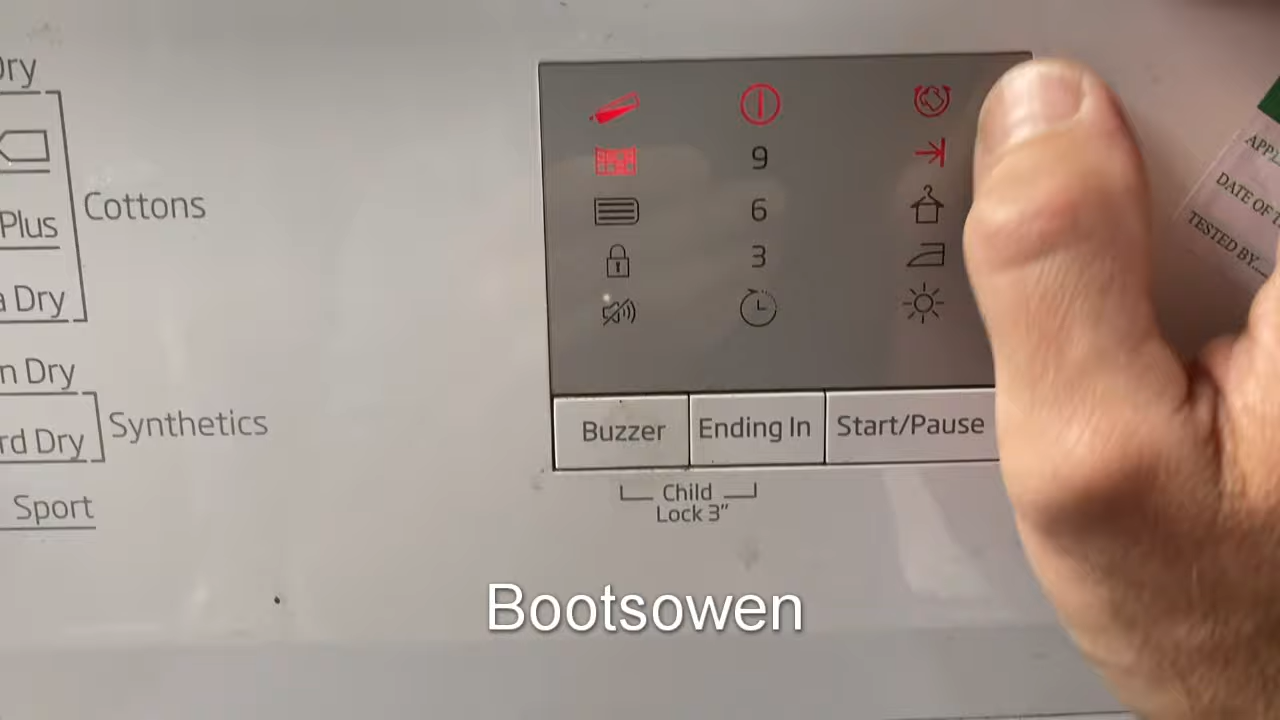 Dry
Plus
Cottons
Dry
Dry
Synthetics
Dry
Sport
9
6
3
Buzzer
Ending In
Start/Pause
Child
Lock 3"
DATE OF
TESTED BY....
Bootsowen